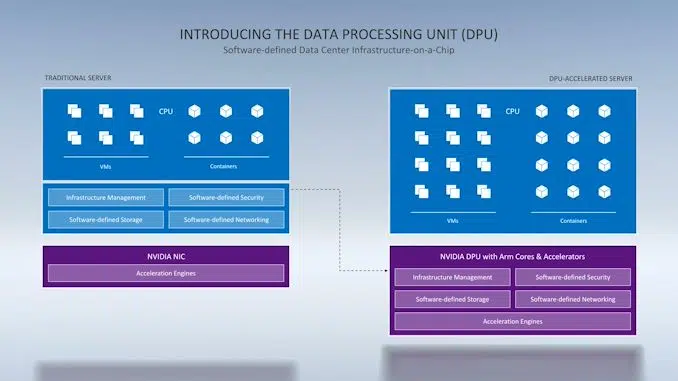 INTRODUCING THE DATA PROCESSING UNIT (DPU)
Software-defined Data Center Infrastructure-on-a-Chip
TRADITIONAL SERVER
CPU
VMs
Containers
Infrastructure Management
Software-defined Security
Software-defined Storage
Software-defined Networking
NVIDIA NIC
Acceleration Engines
DPU-ACCELERATED SERVER
CPU
VMs
Containers
NVIDIA DPU with Arm Cores & Accelerators
Infrastructure Management
Software-defined Security
Software-defined Storage
Software-defined Networking
Acceleration Engines